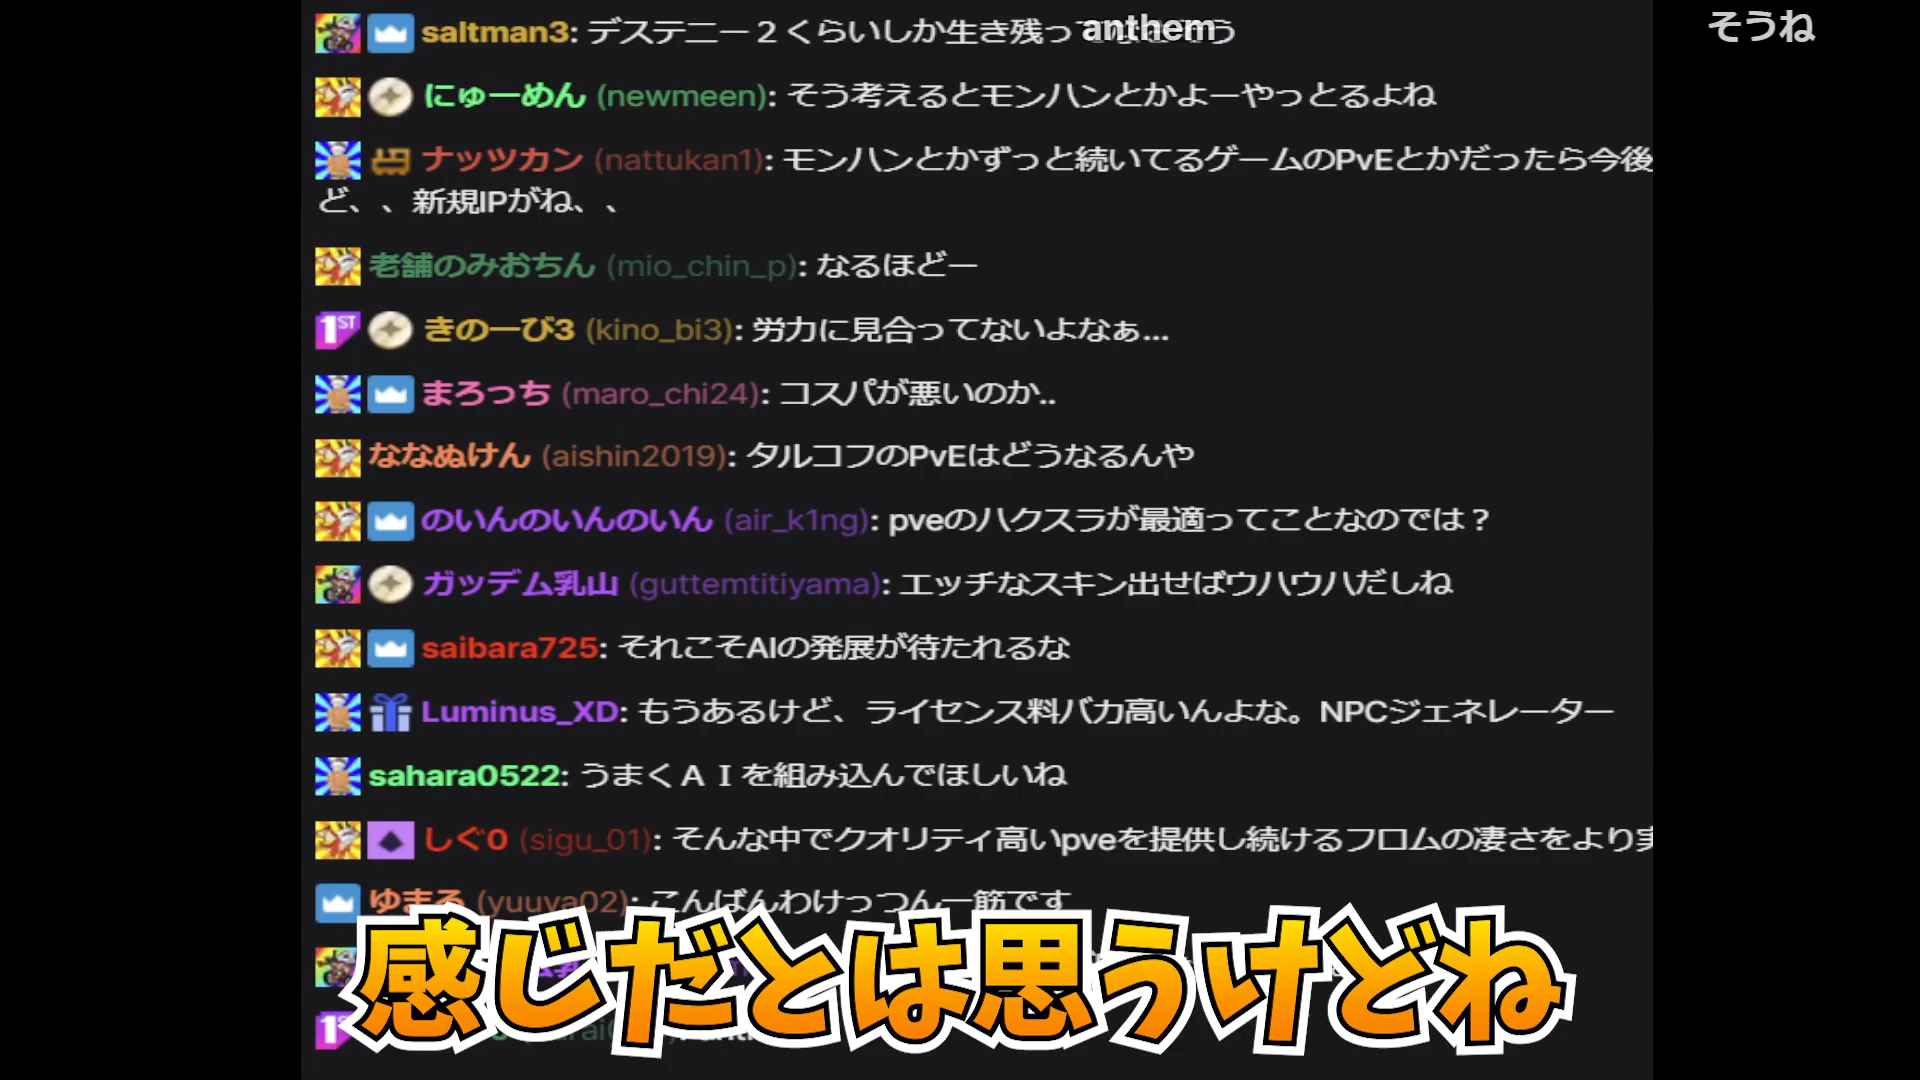 saltman3: デステニー２くらいしか生き残っ
anthem
そうね
にゅーめん (newmeen): そう考えるとモンハンとかよーやっとるよね
ナッツカン (nattukan1): モンハンとかずっと続いてるゲームのPvEとかだったら今後
ど、、新規IPがね、、
老舗のみおちん (mio_chin_p): なるほどー
1ST きのーび3 (kino_bi3): 労力に見合ってないよなぁ...
まろっち (maro_chi24): コスパが悪いのか..
ななぬけん (aishin2019): タルコフのPvEはどうなるんや
のいんのいんのいん (air_k1ng): pveのハクスラが最適ってことなのでは？
ガッデム乳山 (guttemtitiyama): エッチなスキン出せばウハウハだしね
saibara725: それこそAIの発展が待たれるな
Luminus_XD: もうあるけど、ライセンス料バカ高いんよな。NPCジェネレーター
sahara0522: うまくＡＩを組み込んでほしいね
しぐ0 (sigu_01): そんな中でクオリティ高いpveを提供し続けるフロムの凄さをより実
ゆまる (yuuya02): こんばんわけっつん一筋です
感じだとは思うけどね